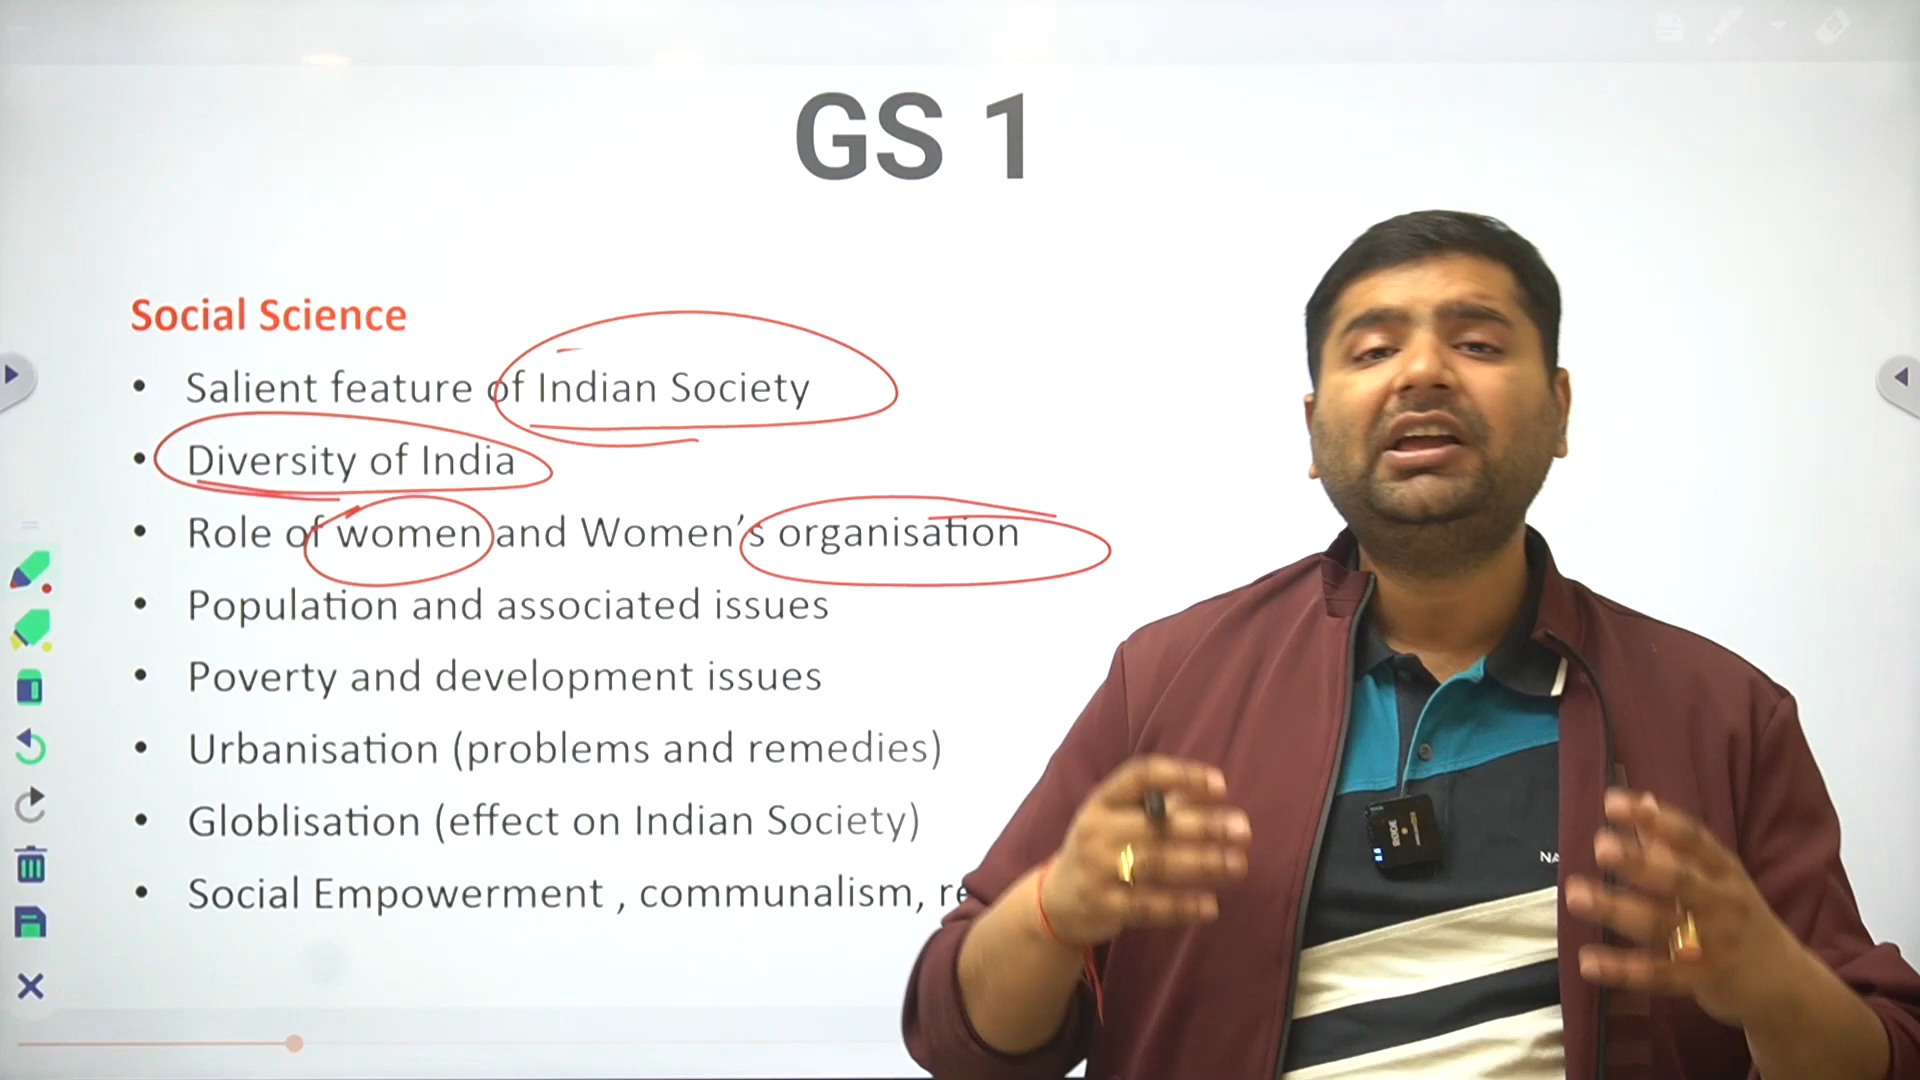 GS 1
Social Science
• Salient feature of Indian Society
• Diversity of India
• Role of women and Women's organisation
• Population and associated issues
• Poverty and development issues
• Urbanisation (problems and remedies)
• Globlisation (effect on Indian Society)
• Social Empowerment , communalism,
RODE